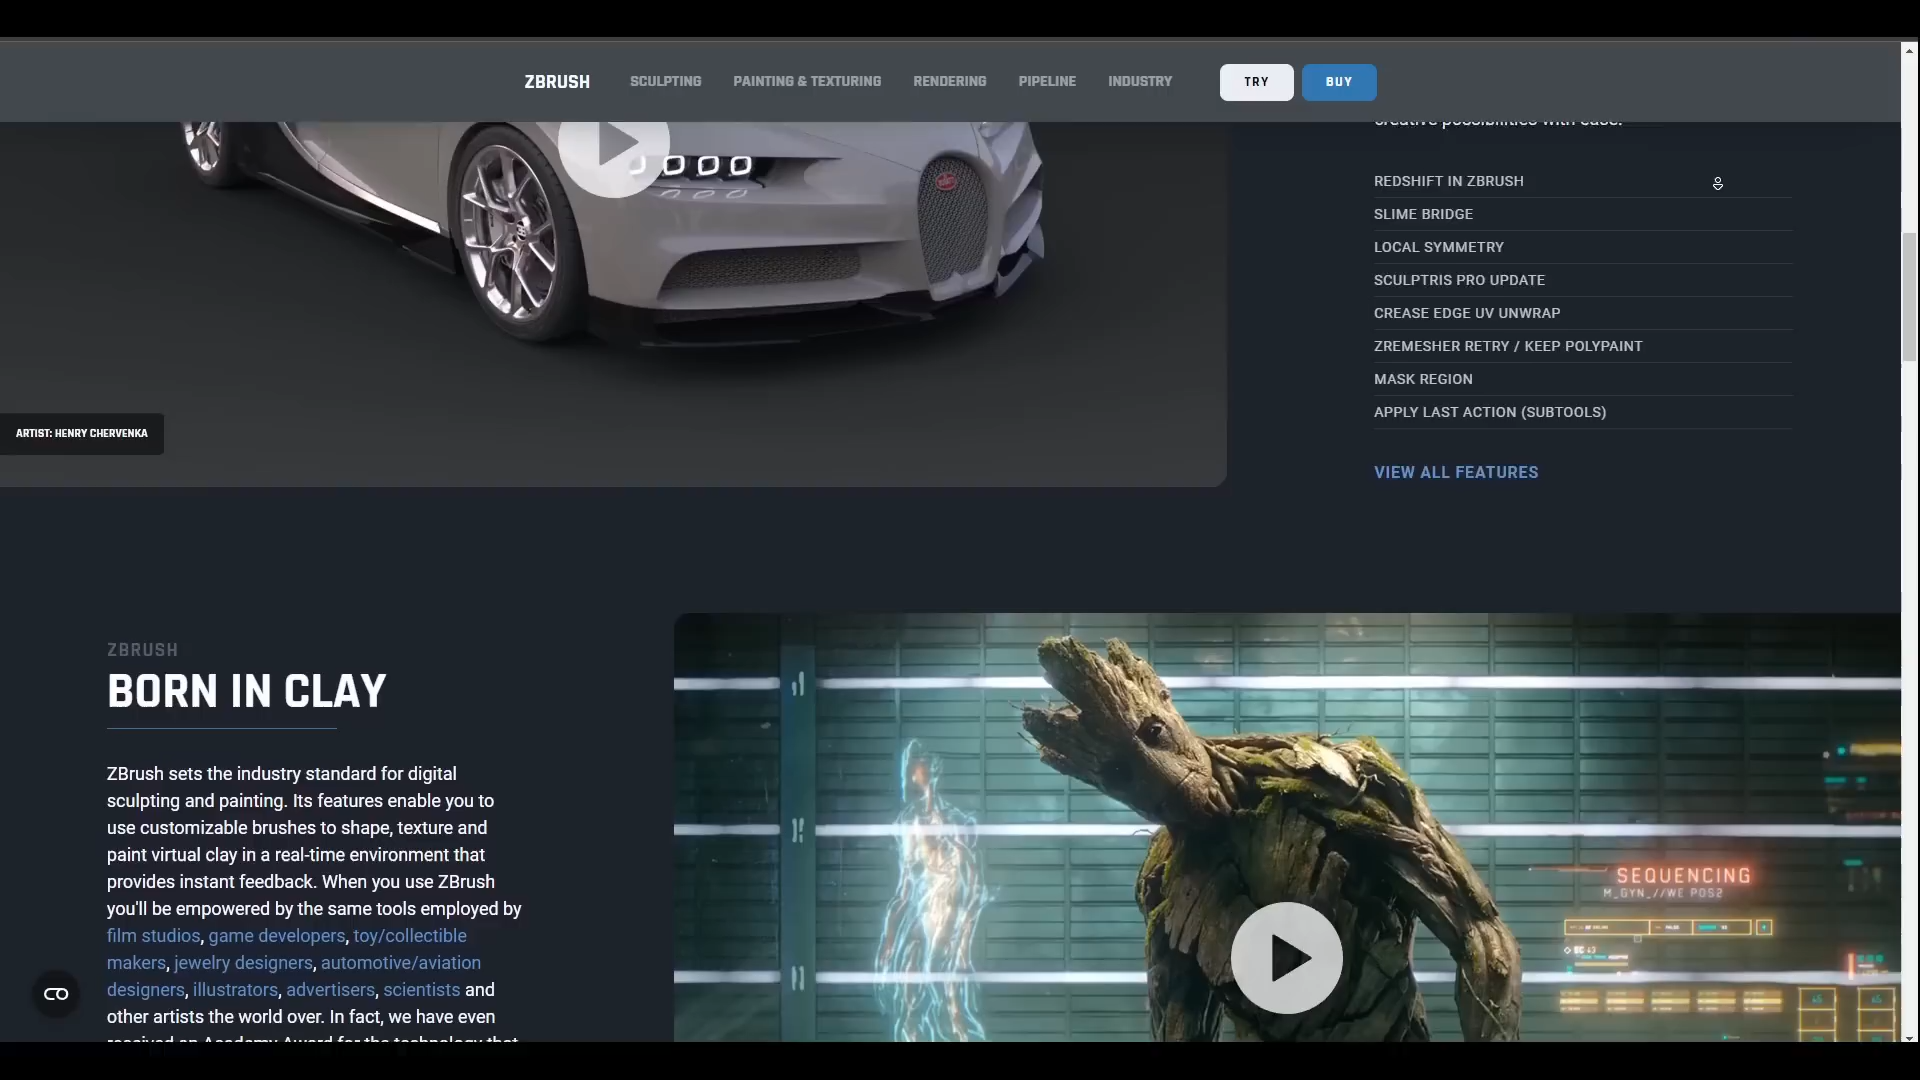 ZBRUSH SCULPTING PAINTING & TEXTURING RENDERING PIPELINE INDUSTRY TRY BUY
creative possibilities with ease.
REDSHIFT IN ZBRUSH
SLIME BRIDGE
LOCAL SYMMETRY
SCULPTRIS PRO UPDATE
CREASE EDGE UV UNWRAP
ZREMESHER RETRY / KEEP POLYPAINT
MASK REGION
APPLY LAST ACTION (SUBTOOLS)
VIEW ALL FEATURES
ARTIST: HENRY CHERVENKA
ZBRUSH
BORN IN CLAY
ZBrush sets the industry standard for digital
sculpting and painting. Its features enable you to
use customizable brushes to shape, texture and
paint virtual clay in a real-time environment that
provides instant feedback. When you use ZBrush
you'll be empowered by the same tools employed by
film studios, game developers, toy/collectible
makers, jewelry designers, automotive/aviation
designers, illustrators, advertisers, scientists and
other artists the world over. In fact, we have even
received an Academy Award for the technology that
SEQUENCING